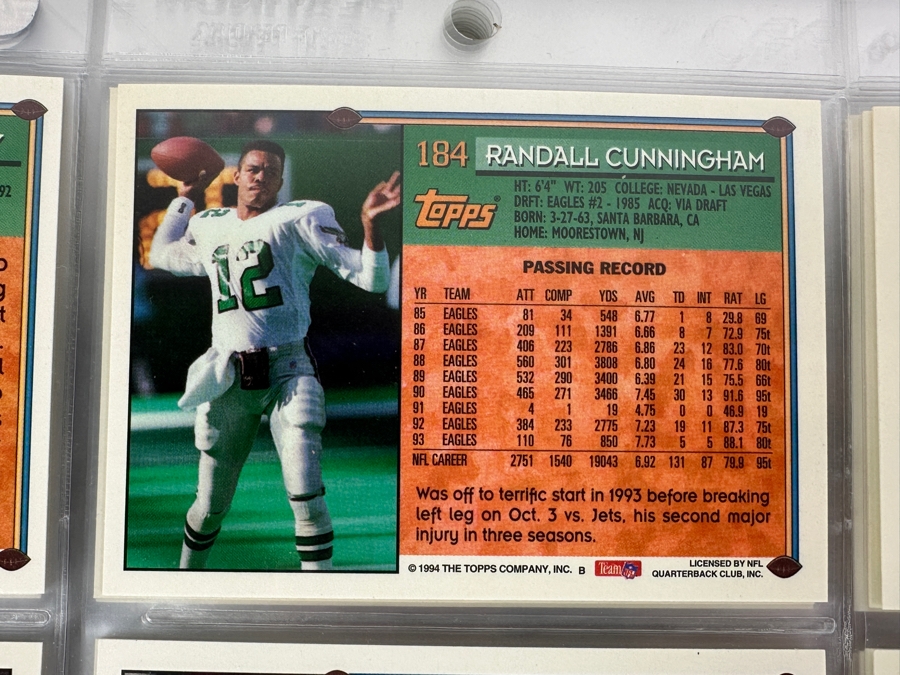 184 RANDALL CUNNINGHAM
Topps®
HT: 6'4" WT: 205 COLLEGE: NEVADA - LAS VEGAS
DRFT: EAGLES #2 - 1985 ACQ: VIA DRAFT
BORN: 3-27-63, SANTA BARBARA, CA
HOME: MOORESTOWN, NJ
PASSING RECORD
YR TEAM ATT COMP YDS AVG TD INT RAT LG
85 EAGLES 81 34 548 6.77 1 8 29.8 69
86 EAGLES 209 111 1391 6.66 8 7 72.9 75t
87 EAGLES 406 223 2786 6.86 23 12 83.0 70t
88 EAGLES 560 301 3808 6.80 24 16 77.6 80t
89 EAGLES 532 290 3400 6.39 21 15 75.5 66t
90 EAGLES 465 271 3466 7.45 30 13 91.6 95t
91 EAGLES 4 1 19 4.75 0 0 46.9 19
92 EAGLES 384 233 2775 7.23 19 11 87.3 75t
93 EAGLES 110 76 850 7.73 5 5 88.1 80t
NFL CAREER 2751 1540 19043 6.92 131 87 79.9 95t
Was off to terrific start in 1993 before breaking
left leg on Oct. 3 vs. Jets, his second major
injury in three seasons.
© 1994 THE TOPPS COMPANY, INC. B Team NFL LICENSED BY NFL
QUARTERBACK CLUB, INC.
12
92